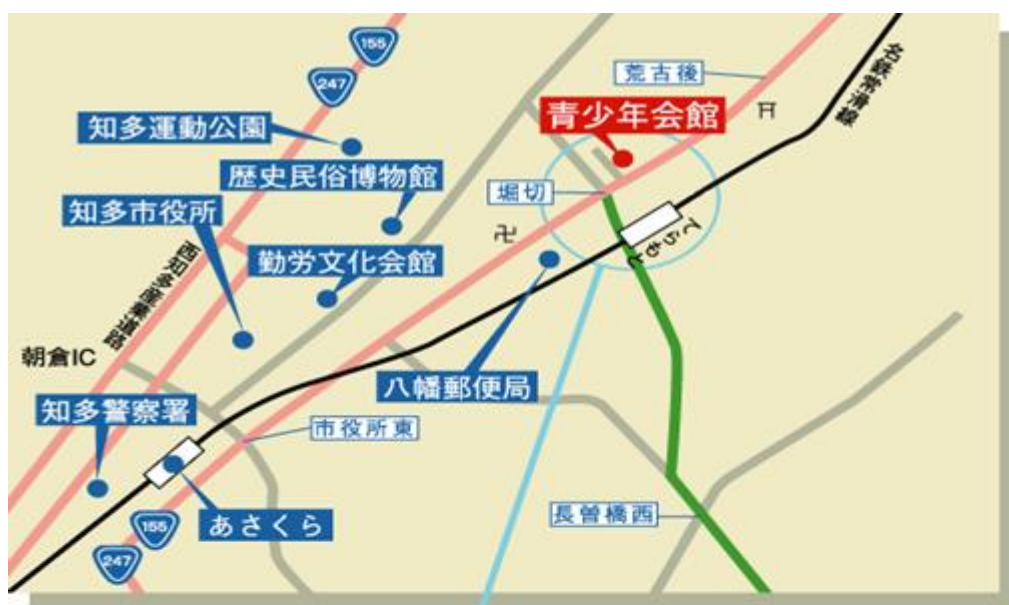 155
247
荒古後
名鉄常滑線
知多運動公園
青少年会館
歴史民俗博物館
堀切
知多市役所
てらもと
勤労文化会館
西知多産業道路
朝倉IC
八幡郵便局
知多警察署
市役所東
長曽橋西
あさくら
155
247